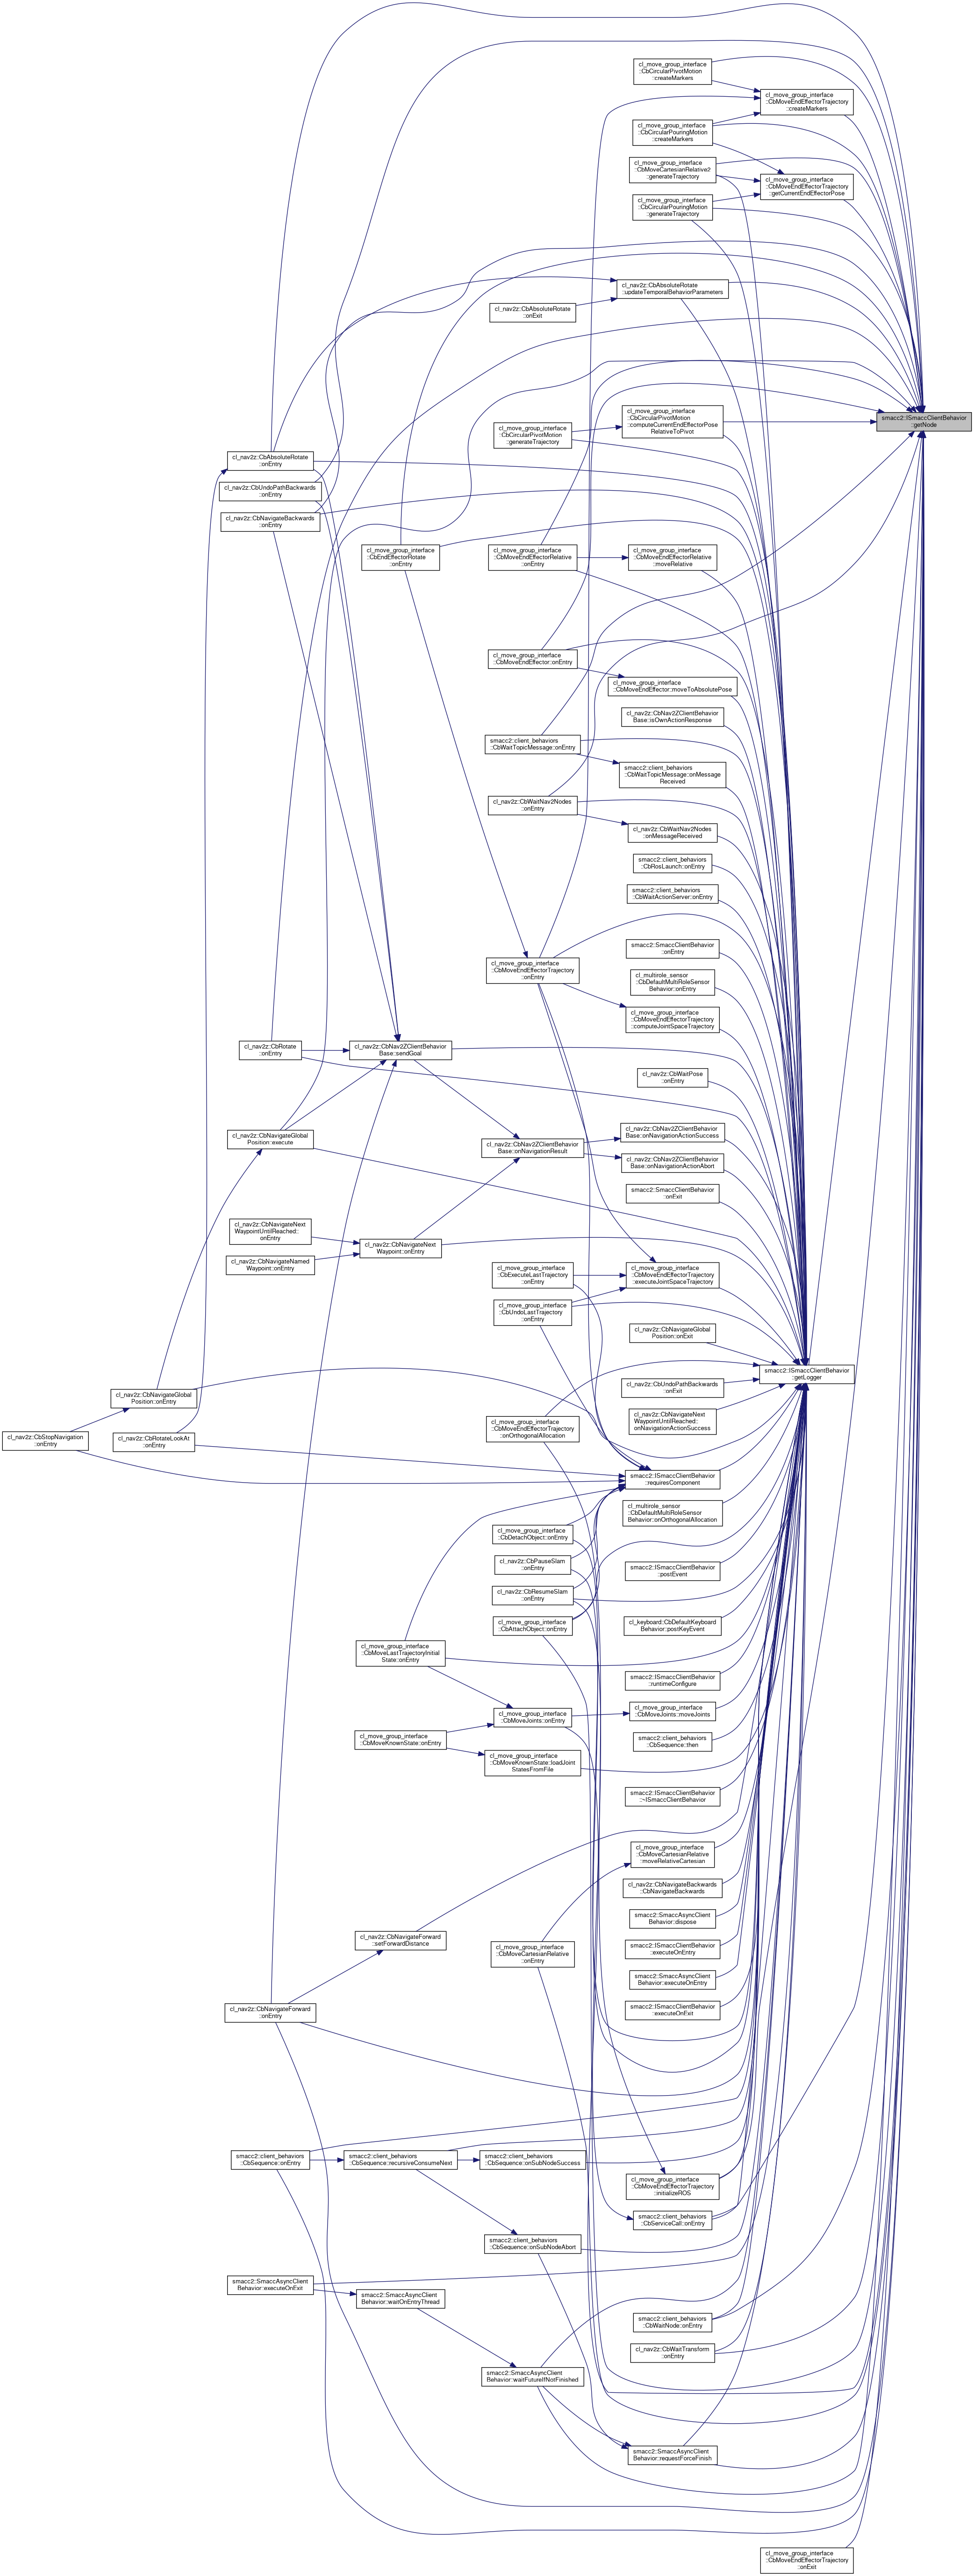 cl_move_group_interface
::CbCircularPivotMotion
::createMarkers
cl_move_group_interface
::CbMoveEndEffectorTrajectory
::createMarkers
cl_move_group_interface
::CbCircularPouringMotion
::createMarkers
cl_move_group_interface
::CbMoveCartesianRelative2
::generateTrajectory
cl_move_group_interface
::CbMoveEndEffectorTrajectory
::getCurrentEndEffectorPose
cl_move_group_interface
::CbCircularPouringMotion
::generateTrajectory
cl_nav2z::CbAbsoluteRotate
::updateTemporalBehaviorParameters
cl_nav2z::CbAbsoluteRotate
::onExit
smacc2::ISmaccClientBehavior
::getNode
cl_move_group_interface
::CbCircularPivotMotion
::computeCurrentEndEffectorPose
RelativeToPivot
cl_move_group_interface
::CbCircularPivotMotion
::generateTrajectory
cl_nav2z::CbAbsoluteRotate
::onEntry
cl_nav2z::CbUndoPathBackwards
::onEntry
cl_nav2z::CbNavigateBackwards
::onEntry
cl_move_group_interface
::CbEndEffectorRotate
::onEntry
cl_move_group_interface
::CbMoveEndEffectorRelative
::onEntry
cl_move_group_interface
::CbMoveEndEffectorRelative
::moveRelative
cl_move_group_interface
::CbMoveEndEffector::onEntry
cl_move_group_interface
::CbMoveEndEffector::moveToAbsolutePose
cl_nav2z::CbNav2ZClientBehavior
Base::isOwnActionResponse
smacc2::client_behaviors
::CbWaitTopicMessage::onEntry
smacc2::client_behaviors
::CbWaitTopicMessage::onMessage
Received
cl_nav2z::CbWaitNav2Nodes
::onEntry
cl_nav2z::CbWaitNav2Nodes
::onMessageReceived
smacc2::client_behaviors
::CbRosLaunch::onEntry
smacc2::client_behaviors
::CbWaitActionServer::onEntry
smacc2::SmaccClientBehavior
::onEntry
cl_move_group_interface
::CbMoveEndEffectorTrajectory
::onEntry
cl_multirole_sensor
::CbDefaultMultiRoleSensor
Behavior::onEntry
cl_move_group_interface
::CbMoveEndEffectorTrajectory
::computeJointSpaceTrajectory
cl_nav2z::CbRotate
::onEntry
cl_nav2z::CbNav2ZClientBehavior
Base::sendGoal
cl_nav2z::CbWaitPose
::onEntry
cl_nav2z::CbNavigateGlobal
Position::execute
cl_nav2z::CbNav2ZClientBehavior
Base::onNavigationResult
cl_nav2z::CbNav2ZClientBehavior
Base::onNavigationActionSuccess
cl_nav2z::CbNav2ZClientBehavior
Base::onNavigationActionAbort
smacc2::SmaccClientBehavior
::onExit
cl_nav2z::CbNavigateNext
WaypointUntilReached::
onEntry
cl_nav2z::CbNavigateNamed
Waypoint::onEntry
cl_nav2z::CbNavigateNext
Waypoint::onEntry
cl_move_group_interface
::CbExecuteLastTrajectory
::onEntry
cl_move_group_interface
::CbMoveEndEffectorTrajectory
::executeJointSpaceTrajectory
cl_move_group_interface
::CbUndoLastTrajectory
::onEntry
cl_nav2z::CbNavigateGlobal
Position::onExit
smacc2::ISmaccClientBehavior
::getLogger
cl_nav2z::CbUndoPathBackwards
::onExit
cl_nav2z::CbNavigateGlobal
Position::onEntry
cl_nav2z::CbNavigateNext
WaypointUntilReached::
onNavigationActionSuccess
cl_move_group_interface
::CbMoveEndEffectorTrajectory
::onOrthogonalAllocation
cl_nav2z::CbStopNavigation
::onEntry
cl_nav2z::CbRotateLookAt
::onEntry
smacc2::ISmaccClientBehavior
::requiresComponent
cl_multirole_sensor
::CbDefaultMultiRoleSensor
Behavior::onOrthogonalAllocation
cl_move_group_interface
::CbDetachObject::onEntry
cl_nav2z::CbPauseSlam
::onEntry
smacc2::ISmaccClientBehavior
::postEvent
cl_nav2z::CbResumeSlam
::onEntry
cl_move_group_interface
::CbAttachObject::onEntry
cl_keyboard::CbDefaultKeyboard
Behavior::postKeyEvent
cl_move_group_interface
::CbMoveLastTrajectoryInitial
State::onEntry
smacc2::ISmaccClientBehavior
::runtimeConfigure
cl_move_group_interface
::CbMoveJoints::onEntry
cl_move_group_interface
::CbMoveJoints::moveJoints
cl_move_group_interface
::CbMoveKnownState::onEntry
smacc2::client_behaviors
::CbSequence::then
cl_move_group_interface
::CbMoveKnownState::loadJoint
StatesFromFile
smacc2::ISmaccClientBehavior
::~ISmaccClientBehavior
cl_move_group_interface
::CbMoveCartesianRelative
::moveRelativeCartesian
cl_nav2z::CbNavigateBackwards
::CbNavigateBackwards
smacc2::SmaccAsyncClient
Behavior::dispose
cl_nav2z::CbNavigateForward
::setForwardDistance
cl_move_group_interface
::CbMoveCartesianRelative
::onEntry
smacc2::ISmaccClientBehavior
::executeOnEntry
smacc2::SmaccAsyncClient
Behavior::executeOnEntry
cl_nav2z::CbNavigateForward
::onEntry
smacc2::ISmaccClientBehavior
::executeOnExit
smacc2::client_behaviors
::CbSequence::onEntry
smacc2::client_behaviors
::CbSequence::recursiveConsumeNext
smacc2::client_behaviors
::CbSequence::onSubNodeSuccess
cl_move_group_interface
::CbMoveEndEffectorTrajectory
::initializeROS
smacc2::client_behaviors
::CbServiceCall::onEntry
smacc2::client_behaviors
::CbSequence::onSubNodeAbort
smacc2::SmaccAsyncClient
Behavior::executeOnExit
smacc2::SmaccAsyncClient
Behavior::waitOnEntryThread
smacc2::client_behaviors
::CbWaitNode::onEntry
cl_nav2z::CbWaitTransform
::onEntry
smacc2::SmaccAsyncClient
Behavior::waitFutureIfNotFinished
smacc2::SmaccAsyncClient
Behavior::requestForceFinish
cl_move_group_interface
::CbMoveEndEffectorTrajectory
::onExit